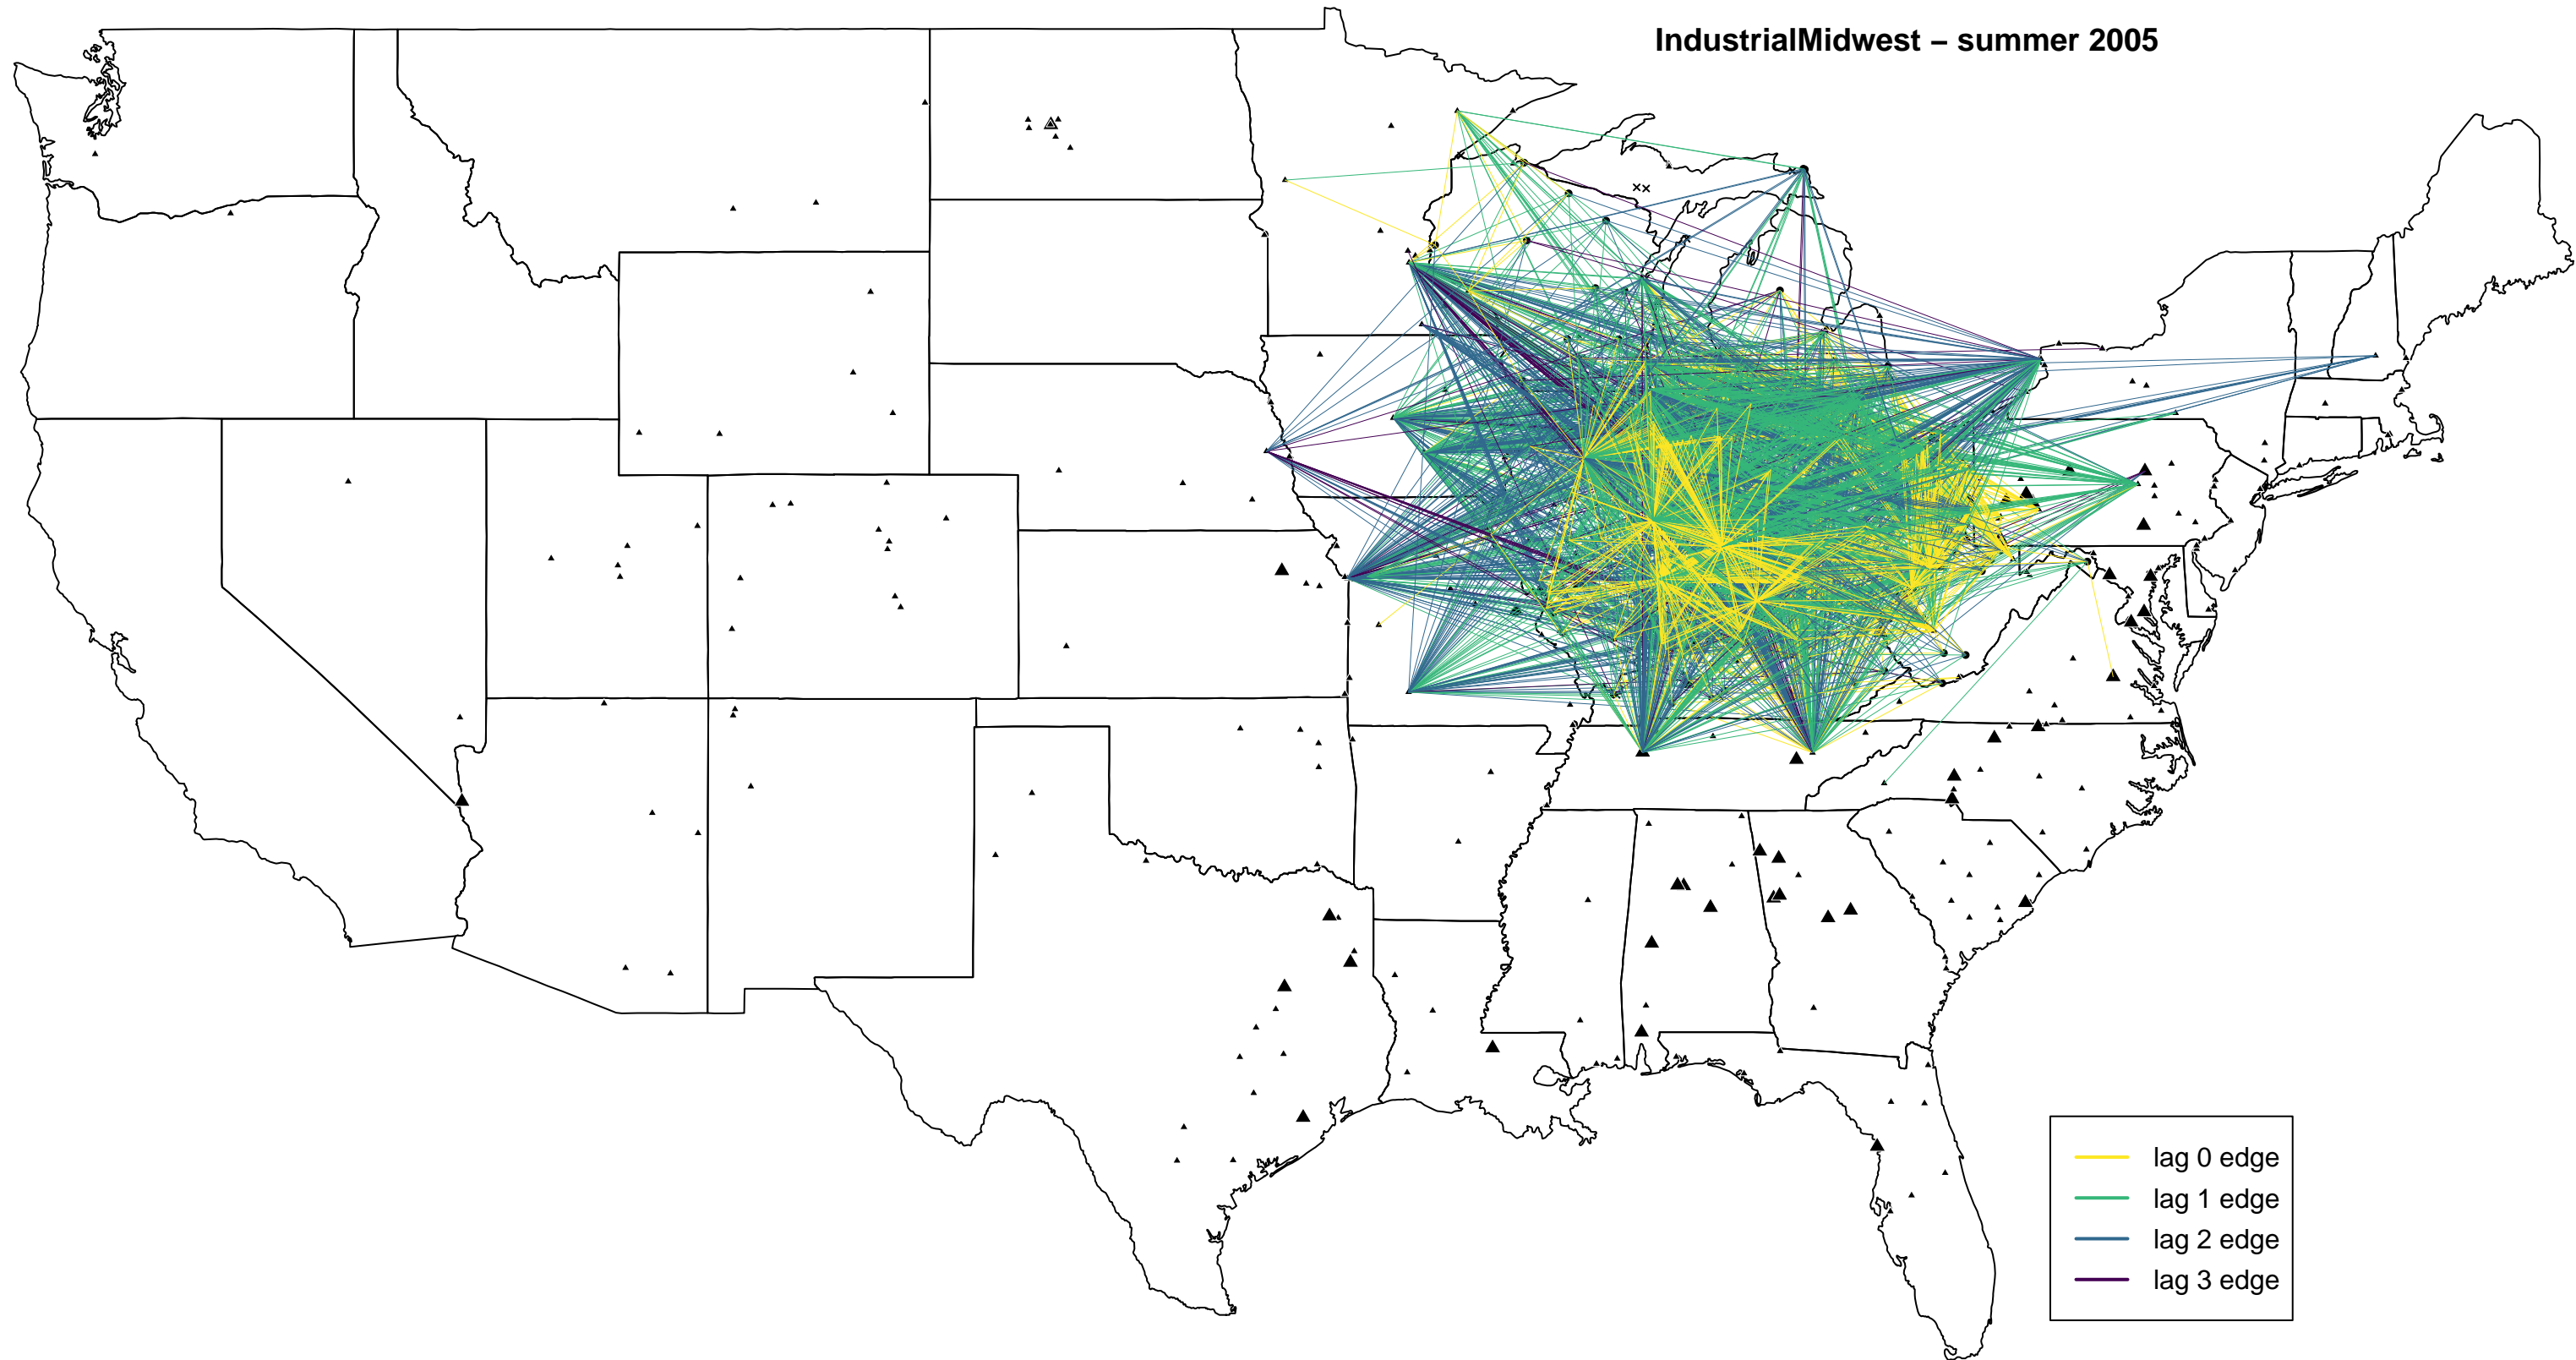 IndustrialMidwest – summer 2005
lag 0 edge
lag 1 edge
lag 2 edge
lag 3 edge